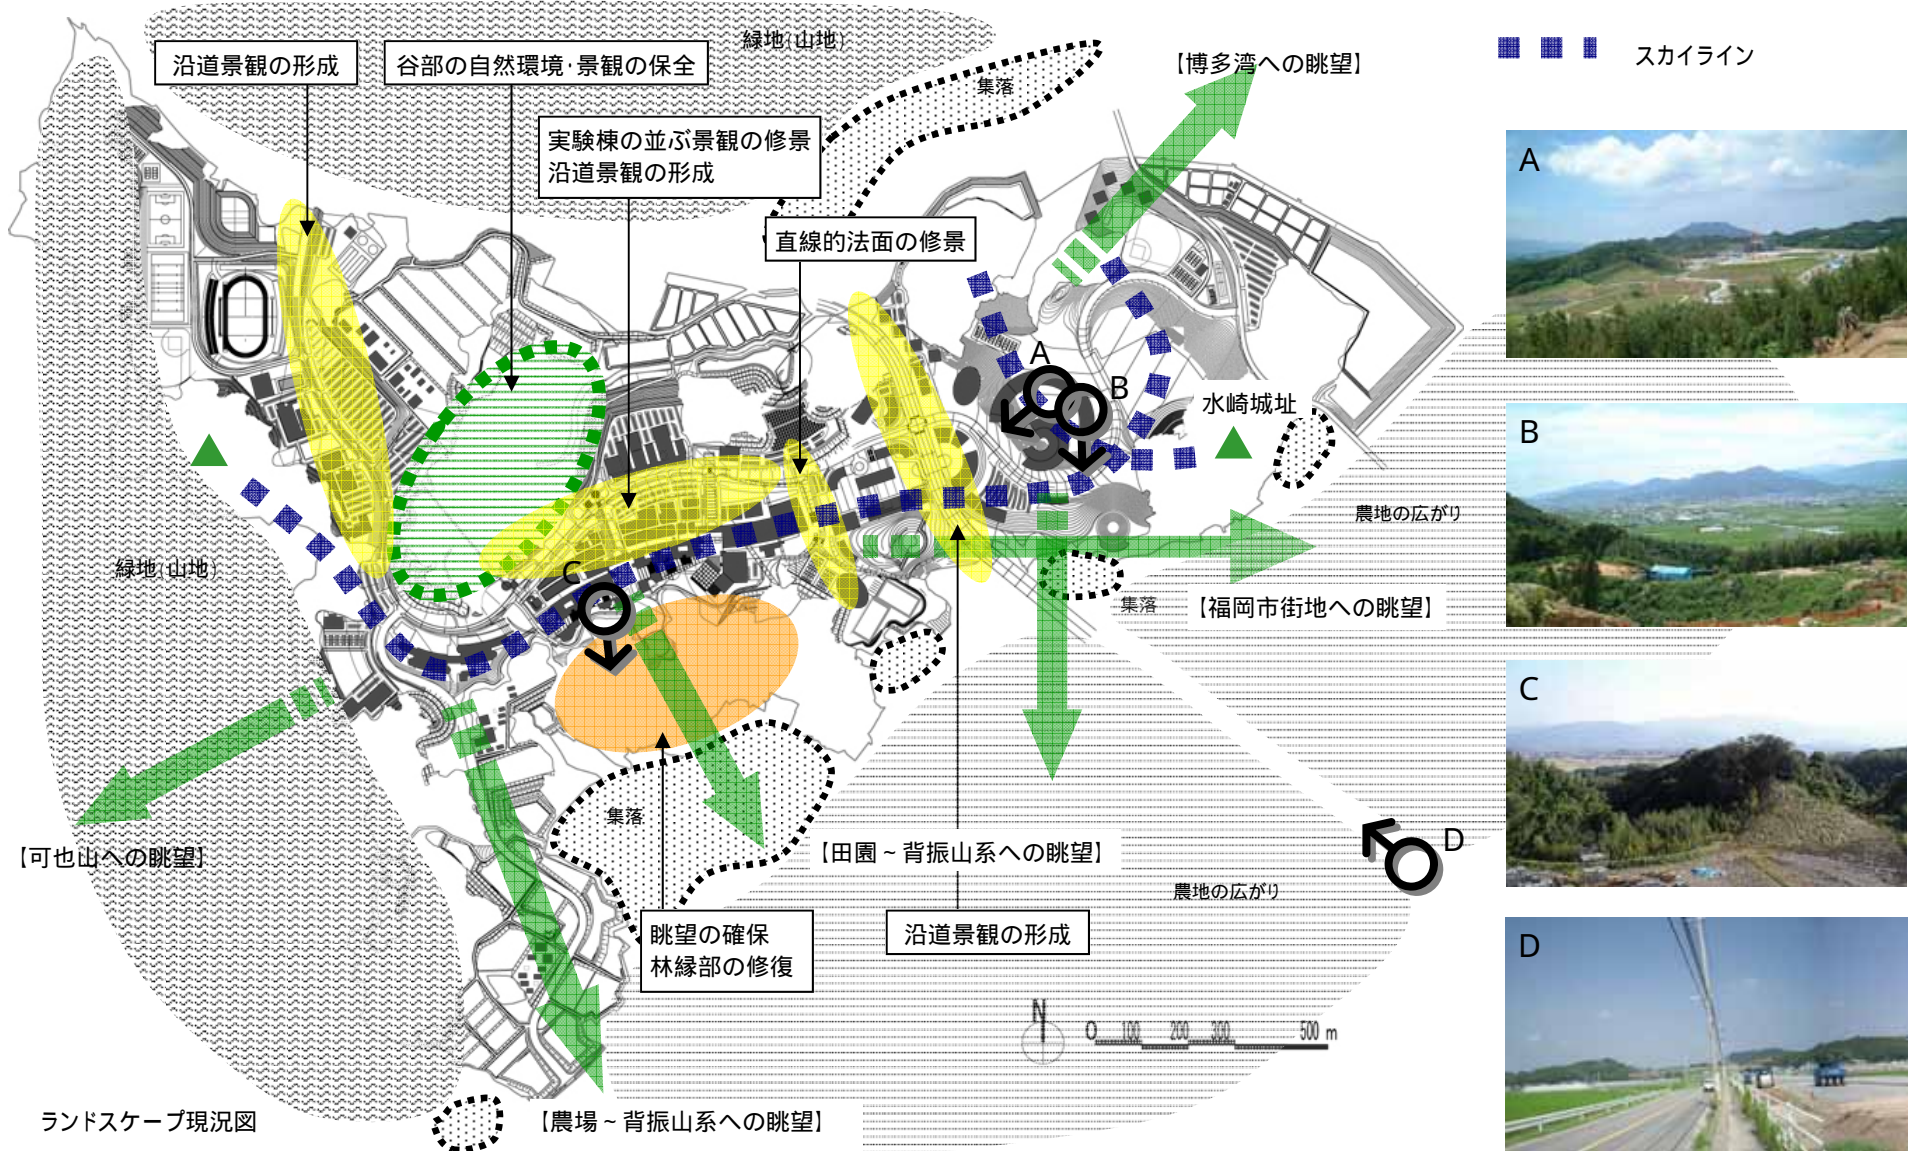 沿道景観の形成
谷部の自然環境・景観の保全
緑地(山地)
集落
【博多湾への眺望】
スカイライン
実験棟の並ぶ景観の修景
沿道景観の形成
直線的法面の修景
A
B
水崎城址
農地の広がり
緑地(山地)
C
集落
【福岡市街地への眺望】
【可也山への眺望】
集落
【田園～背振山系への眺望】
D
農地の広がり
眺望の確保
林縁部の修復
沿道景観の形成
N
0 100 200 300 500 m
ランドスケープ現況図
【農場～背振山系への眺望】
A
B
C
D